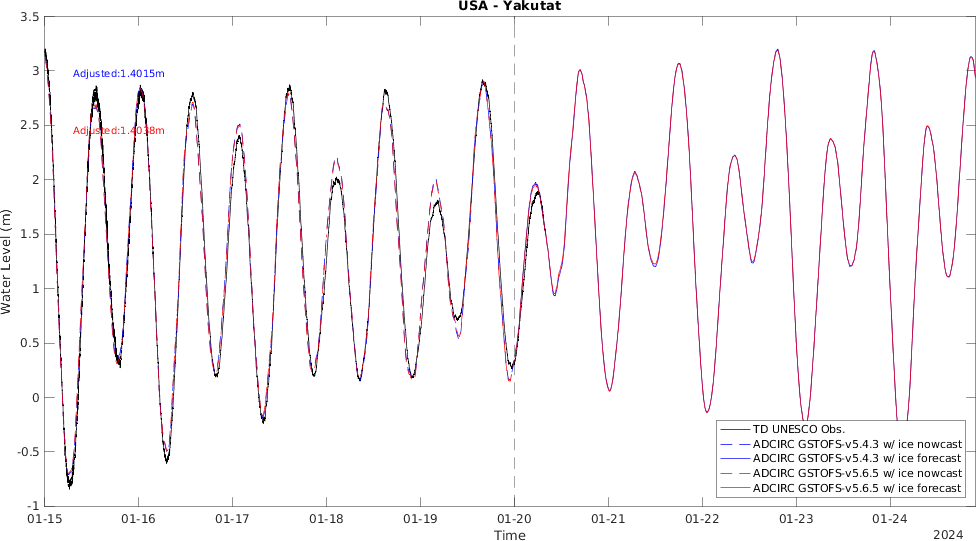 USA - Yakutat
3.5
3
2.5
2
1.5
1
0.5
0
-0.5
-1
Water Level (m)
Adjusted:1.4015m
Adjusted:1.4038m
TD UNESCO Obs.
ADCIRC GSTOFS-v5.4.3 w/ ice nowcast
ADCIRC GSTOFS-v5.4.3 w/ ice forecast
ADCIRC GSTOFS-v5.6.5 w/ ice nowcast
ADCIRC GSTOFS-v5.6.5 w/ ice forecast
01-15 01-16 01-17 01-18 01-19 01-20 01-21 01-22 01-23 01-24
Time
2024